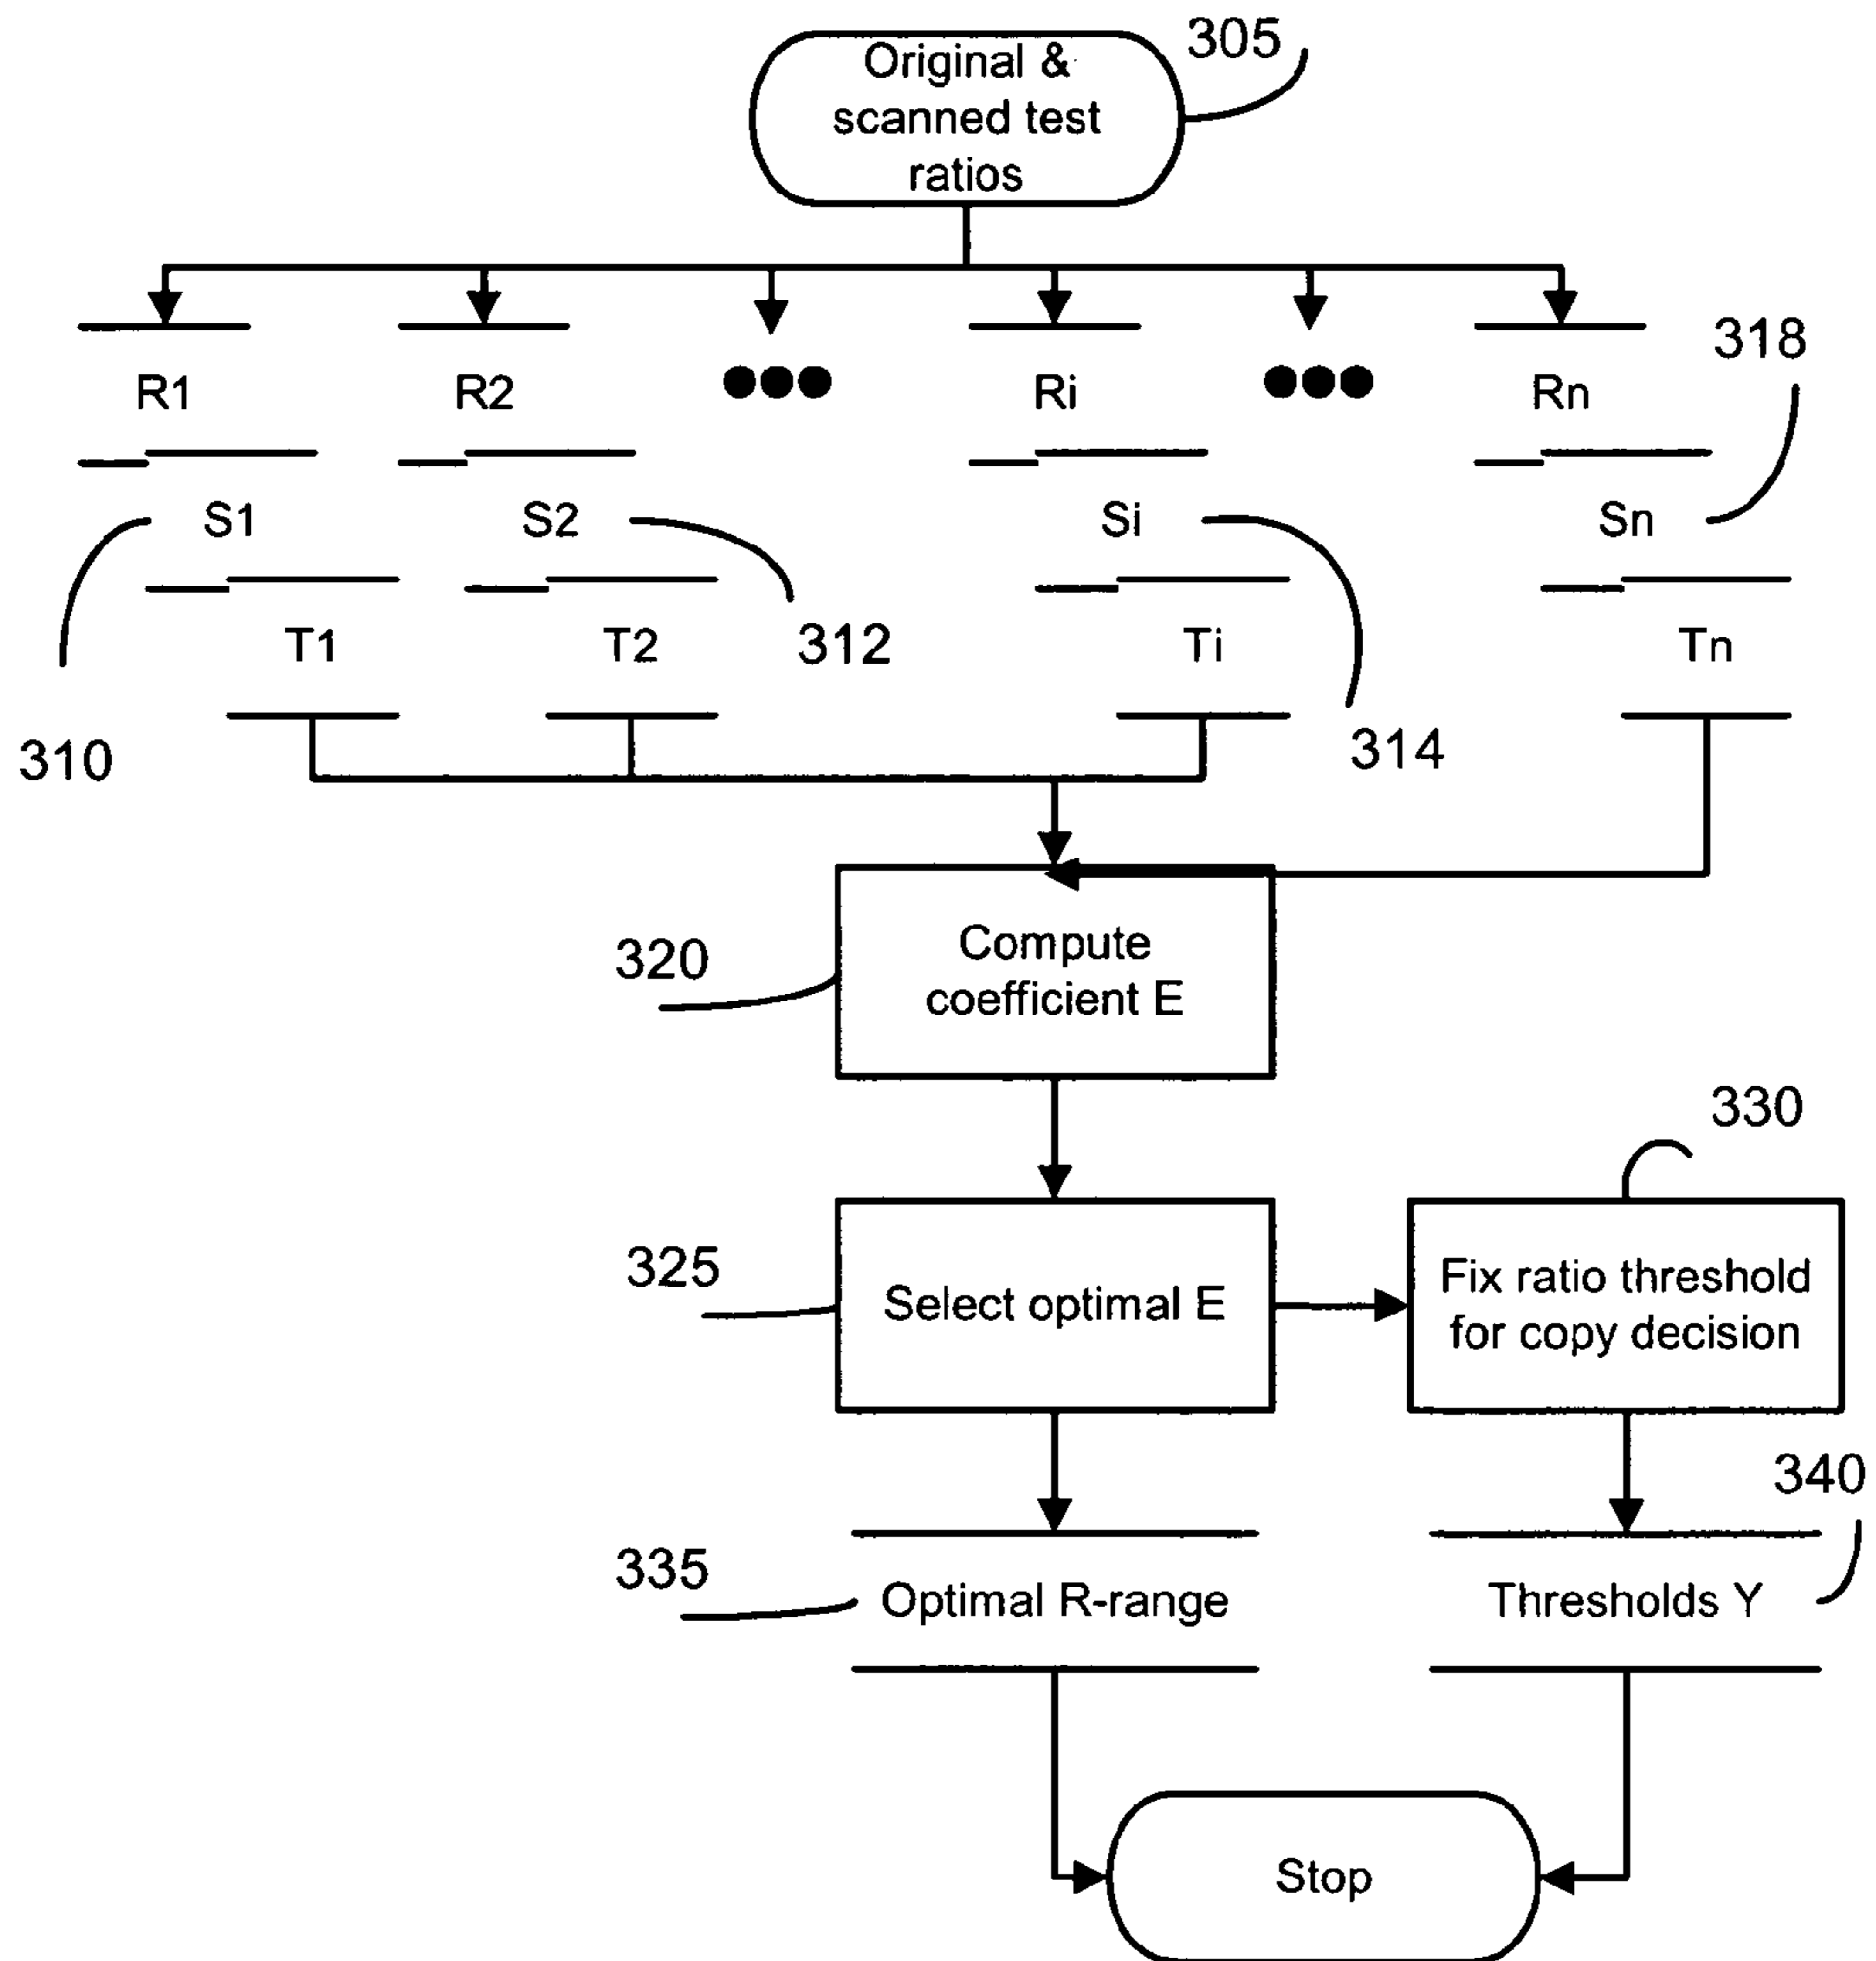 305
Original &
scanned test
ratios
318
R1 R2 Ri Rn
S1 S2 Si Sn
T1 T2 312 Ti Tn
310 314
Compute
coefficient E
320
330
325
Select optimal E
Fix ratio threshold
for copy decision
340
335
Optimal R-range
Thresholds Y
Stop